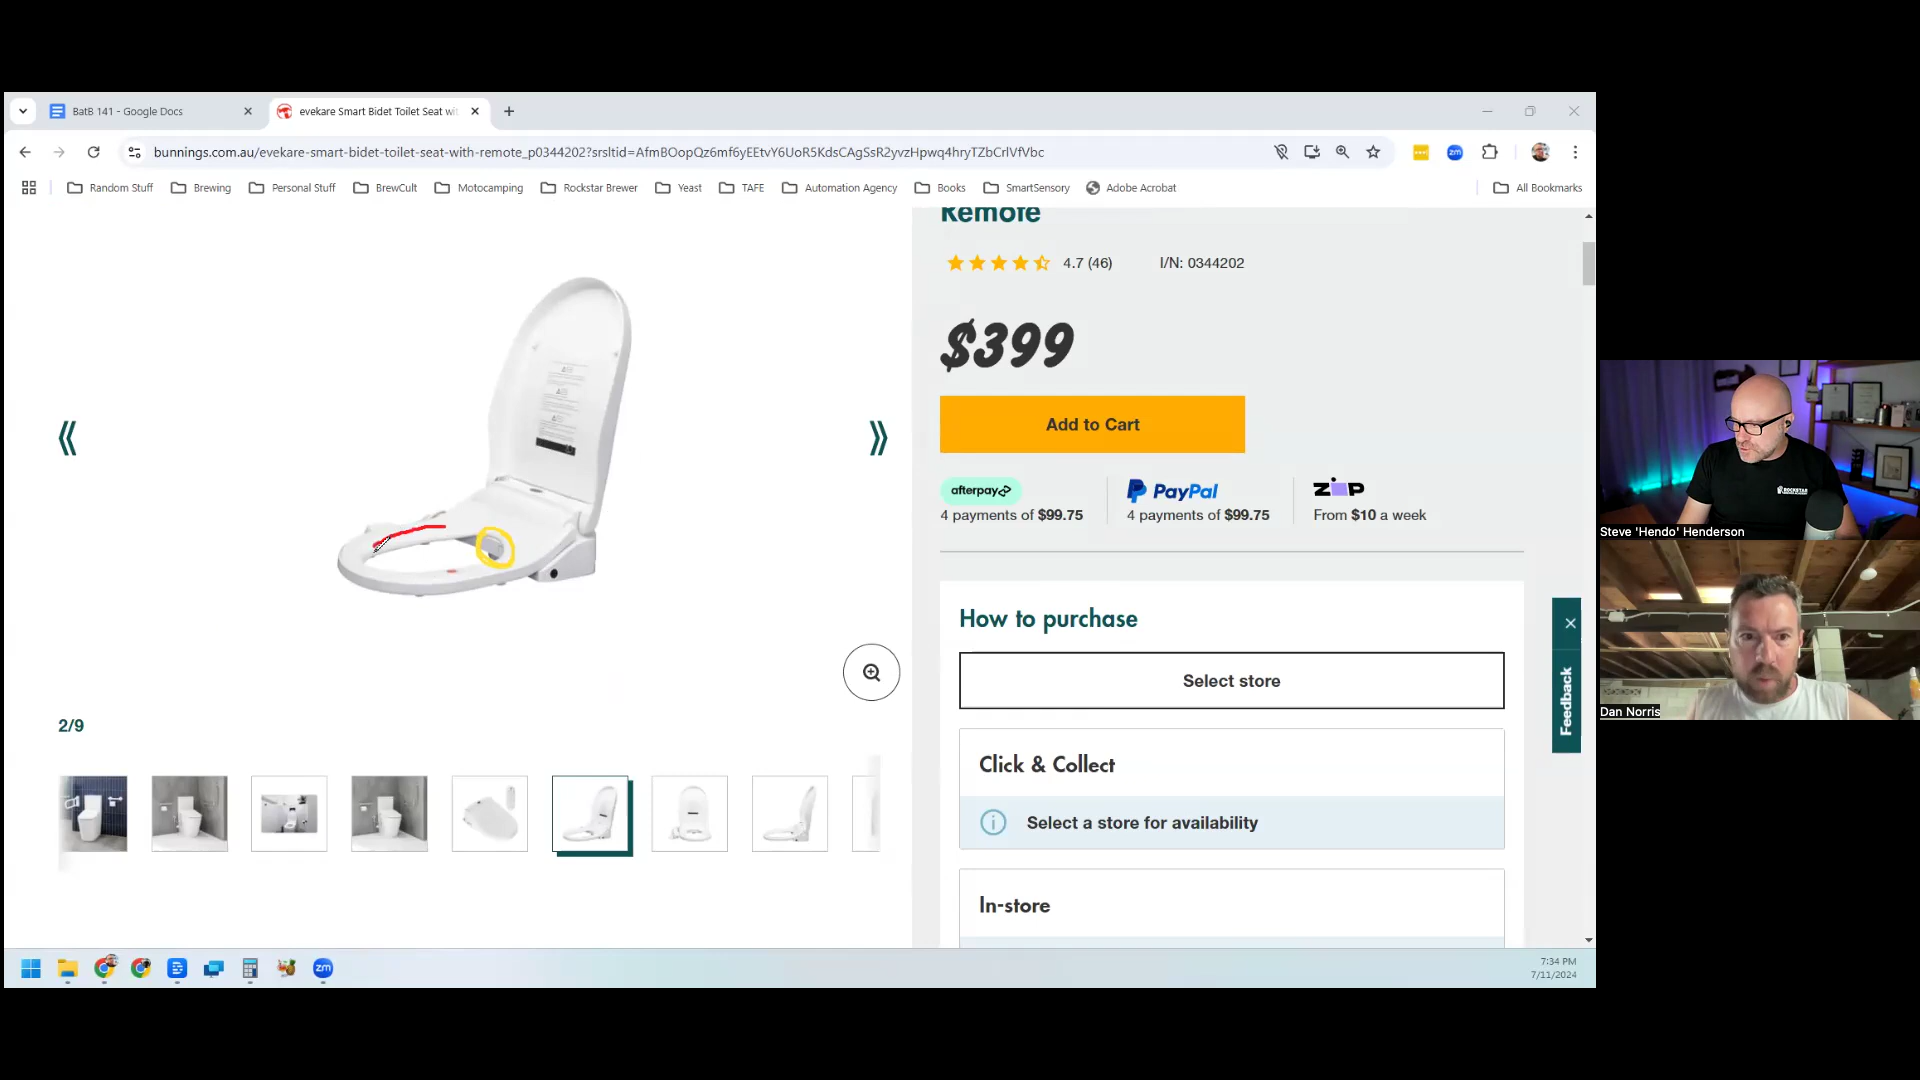 BatB 141 - Google Docs
evekare Smart Bidet Toilet Seat wit
bunnings.com.au/evekare-smart-bidet-toilet-seat-with-remote_p0344202?srsltid=AfmBOopQz6mf6yEEtvY6UoR5KdsCAgSsR2yvzHpwq4hryTZbCrlVfVbc
Random Stuff
Brewing
Personal Stuff
BrewCult
Motocamping
Rockstar Brewer
Yeast
TAFE
Automation Agency
Books
SmartSensory
Adobe Acrobat
All Bookmarks
Remote
4.7 (46)
I/N: 0344202
$399
Add to Cart
afterpay
PayPal
ZIP
4 payments of $99.75
4 payments of $99.75
From $10 a week
How to purchase
Select store
Click & Collect
Select a store for availability
In-store
Feedback
2/9
zm
zm
7:34 PM
7/11/2024
ROCKSTAR
Steve 'Hendo' Henderson
Dan Norris